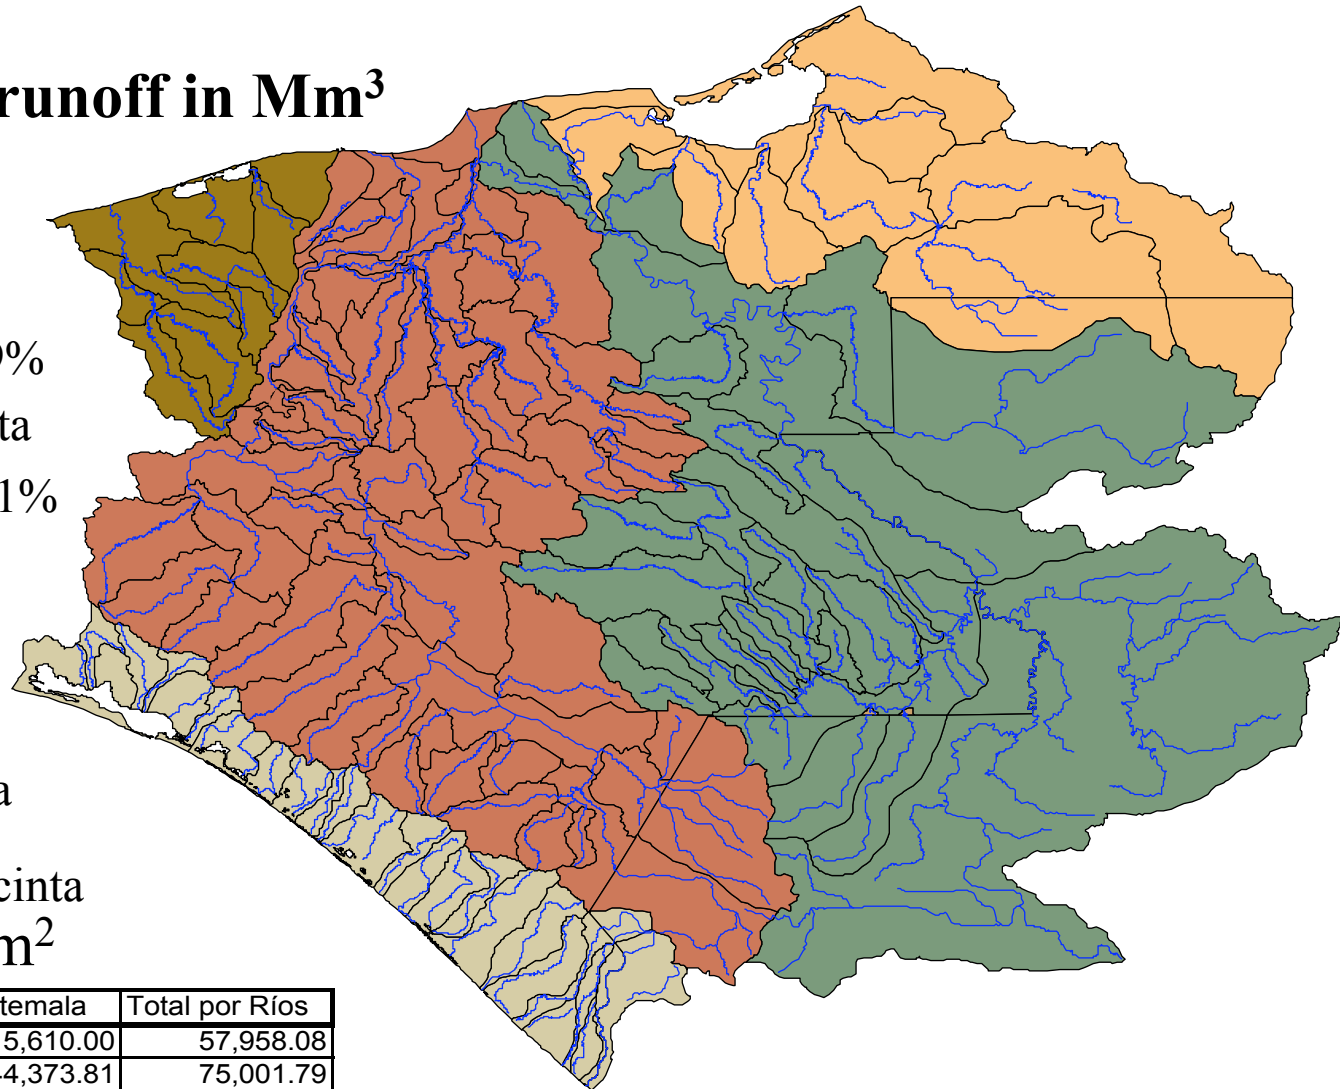 runoff in Mm³
%
ta
1%
a
cinta
m²
temala Total por Ríos
5,610.00 57,958.08
4,373.81 75,001.79